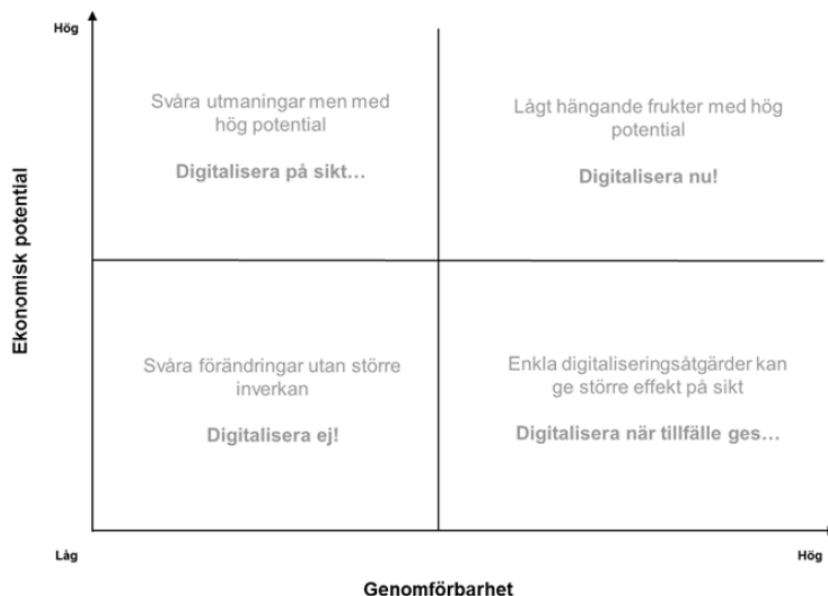 Hög
Svåra utmaningar men med
hög potential
Digitalisera på sikt...
Lågt hängande frukter med hög
potential
Digitalisera nu!
Ekonomisk potential
Svåra förändringar utan större
inverkan
Digitalisera ej!
Enkla digitaliseringsåtgärder kan
ge större effekt på sikt
Digitalisera när tillfälle ges...
Låg
Hög
Genomförbarhet